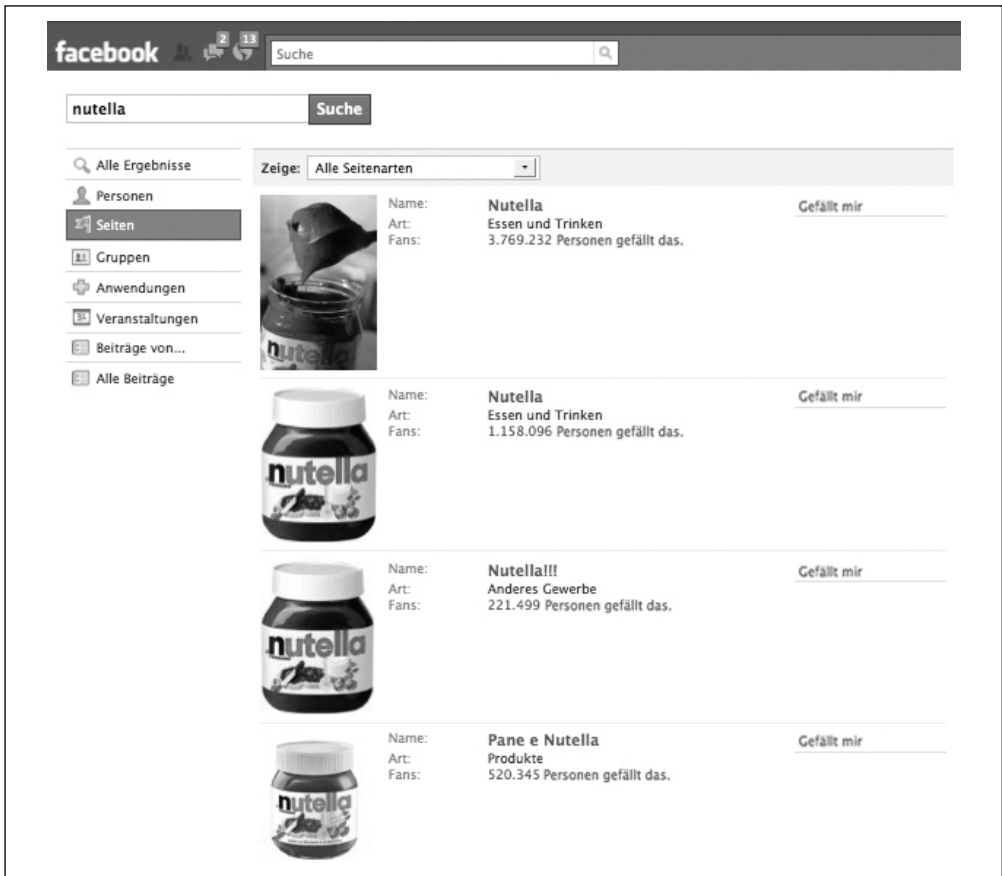 facebook 2 13 Suche
nutella Suche
Alle Ergebnisse
Personen
Seiten
Gruppen
Anwendungen
Veranstaltungen
Beiträge von...
Alle Beiträge
Zeige: Alle Seitenarten
Name: Nutella Gefällt mir
Art: Essen und Trinken
Fans: 3.769.232 Personen gefällt das.
nutella
Name: Nutella Gefällt mir
Art: Essen und Trinken
Fans: 1.158.096 Personen gefällt das.
nutella
Name: Nutella!!! Gefällt mir
Art: Anderes Gewerbe
Fans: 221.499 Personen gefällt das.
nutella
Name: Pane e Nutella Gefällt mir
Art: Produkte
Fans: 520.345 Personen gefällt das.
nutella